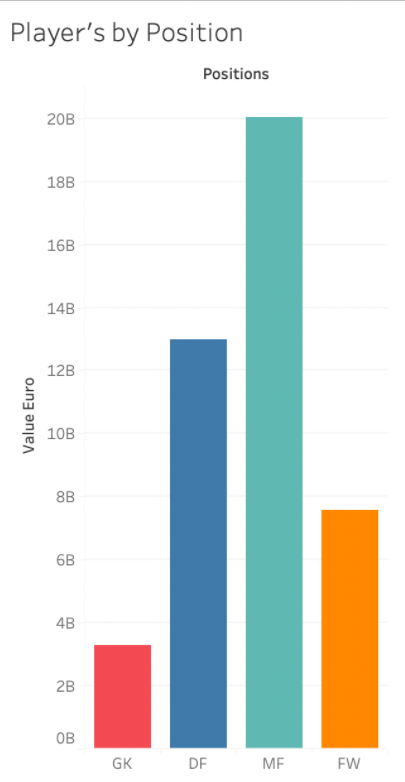 Player's by Position
Positions
20B
18B
16B
14B
12B
10B
8B
6B
4B
2B
0B
Value Euro
GK DF MF FW